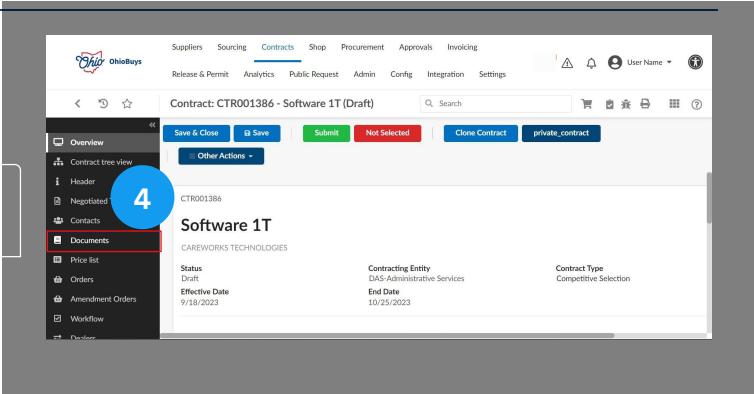 Suppliers Sourcing Contracts Shop Procurement Approvals Invoicing
Ohio OhioBuys
User Name
Release & Permit Analytics Public Request Admin Config Integration Settings
Contract: CTR001386 - Software 1T (Draft)
Search
Overview
Contract tree view
Header
Negotiated
Contacts
Documents
Price list
Orders
Amendment Orders
Workflow
Dealers
4
Save & Close Save Submit Not Selected Clone Contract private_contract
Other Actions
CTR001386
Software 1T
CAREWORKS TECHNOLOGIES
Status Contracting Entity Contract Type
Draft DAS-Administrative Services Competitive Selection
Effective Date End Date
9/18/2023 10/25/2023